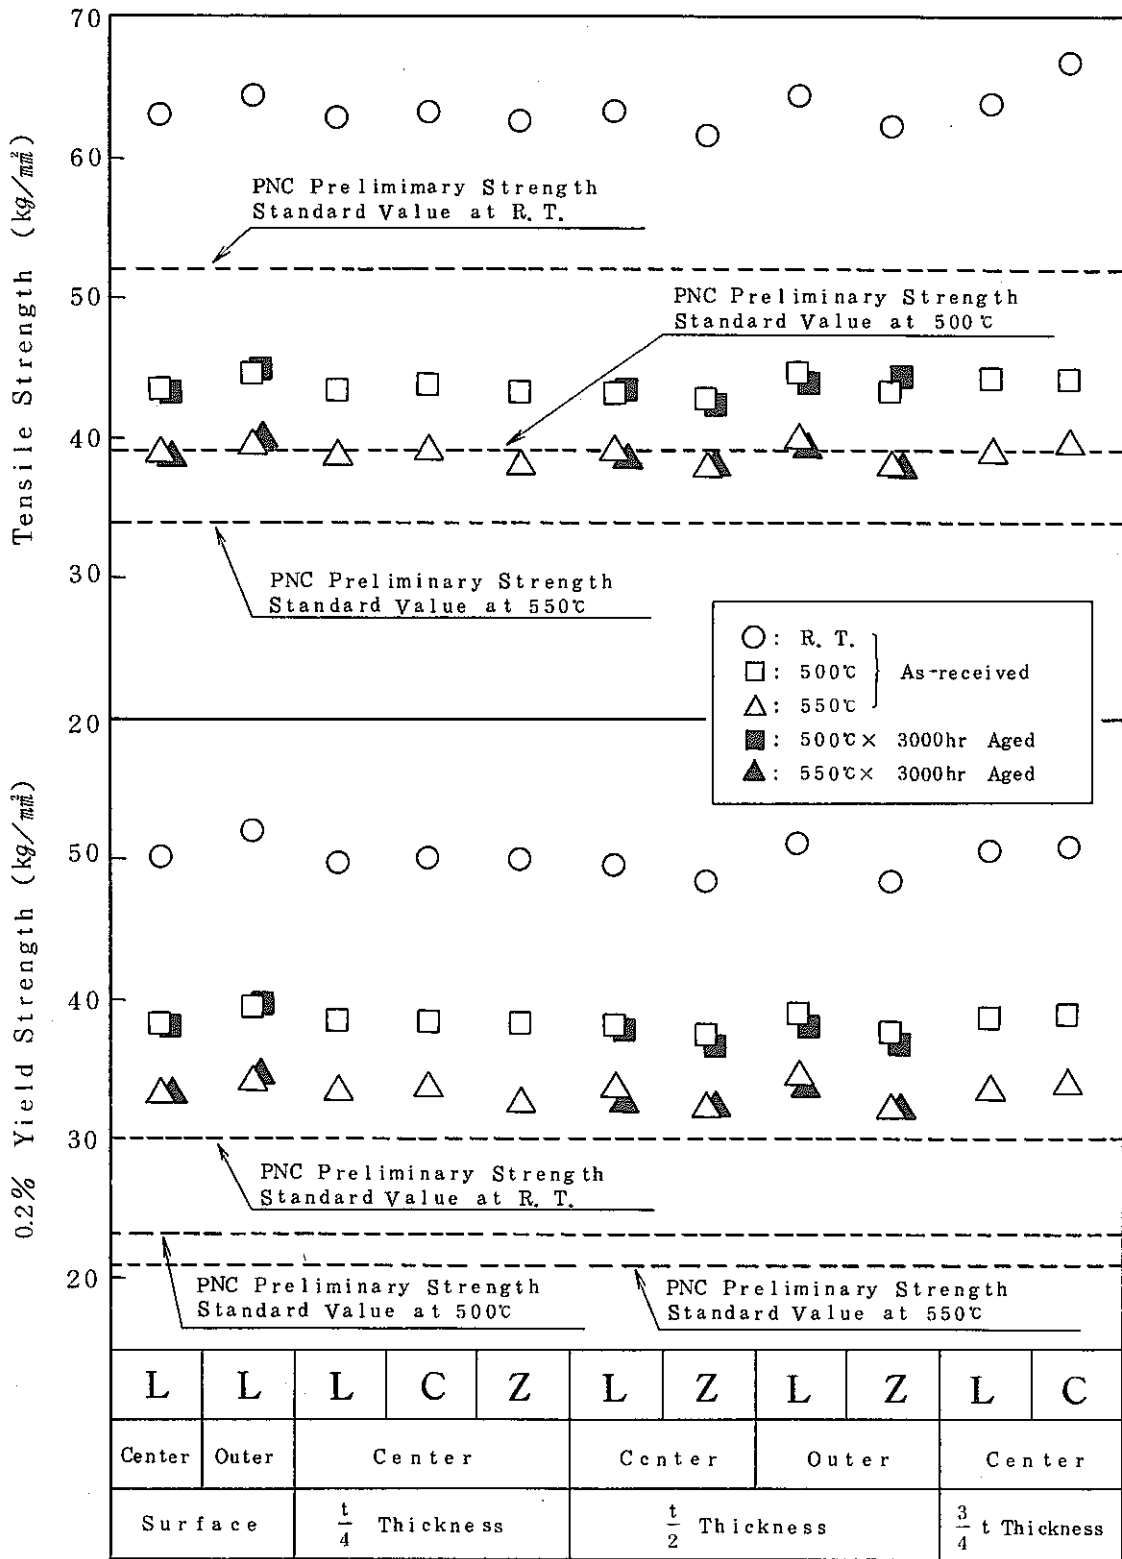 70
60
50
40
30
20
50
40
30
20
Tensile Strength (kg/mm²)
0.2% Yield Strength (kg/mm²)
PNC Prelimimary Strength
Standard Value at R. T.
PNC Preliminary Strength
Standard Value at 500℃
PNC Preliminary Strength
Standard Value at 550℃
○ : R. T.
□ : 500℃
As-received
△ : 550℃
■ : 500℃× 3000hr Aged
▲ : 550℃× 3000hr Aged
PNC Preliminary Strength
Standard Value at R. T.
PNC Preliminary Strength
Standard Value at 500℃
PNC Preliminary Strength
Standard Value at 550℃
L L L C Z L Z L Z L C
Center Outer Center Center Outer Center
Surface t/4 Thickness t/2 Thickness 3/4 t Thickness